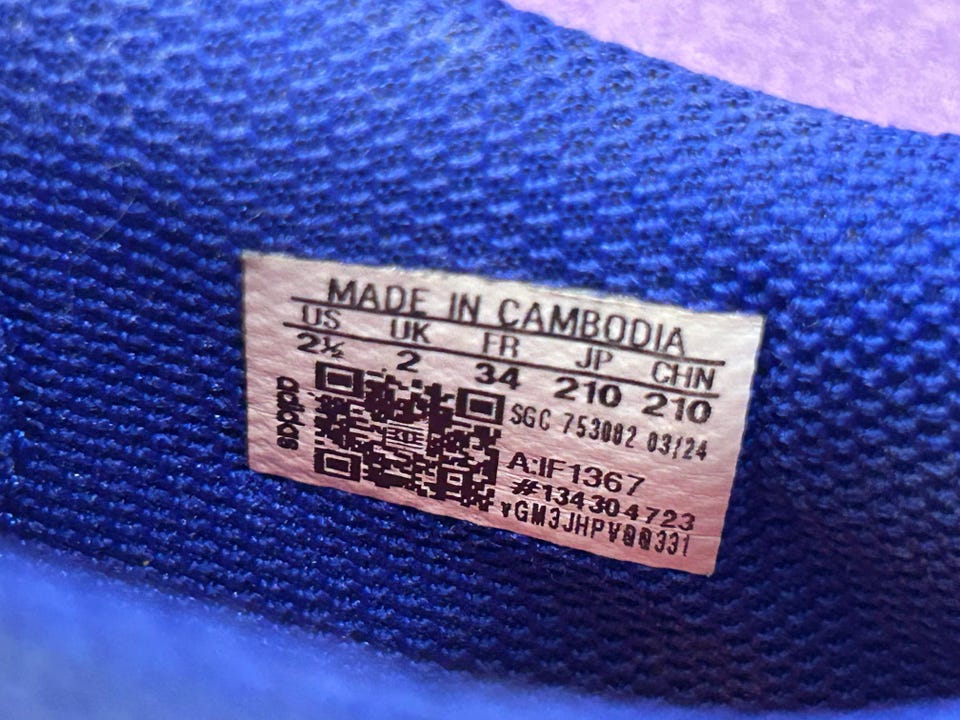 MADE IN CAMBODIA
US UK FR JP CHN
2½ 2 34 210 210
adidas
SGC 753082 03/24
A:IF1367
#134304723